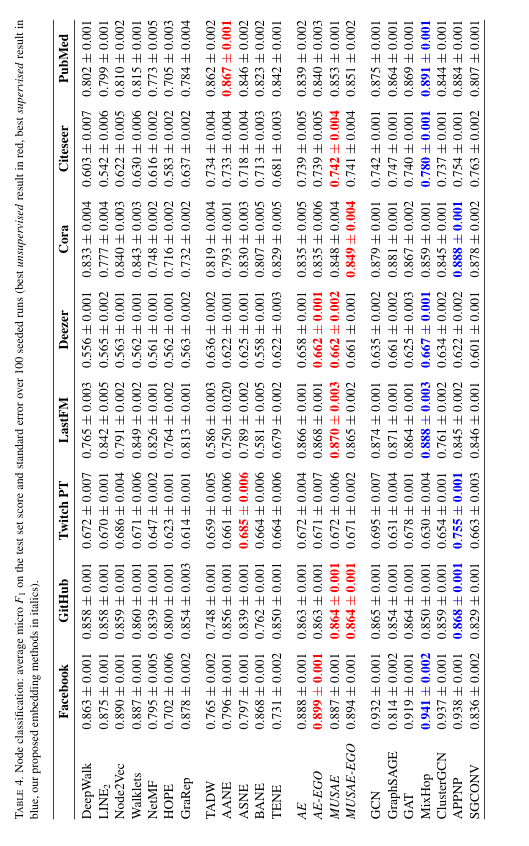 TABLE 4. Node classification: average micro F1 on the test set score and standard error over 100 seeded runs (best unsupervised result in red, best supervised result in
blue, our proposed embedding methods in italics).
Facebook GitHub Twitch PT LastFM Deezer Cora Citeseer PubMed
DeepWalk 0.863 ± 0.001 0.858 ± 0.001 0.672 ± 0.007 0.765 ± 0.003 0.556 ± 0.001 0.833 ± 0.004 0.603 ± 0.007 0.802 ± 0.001
LINE2 0.875 ± 0.001 0.858 ± 0.001 0.670 ± 0.001 0.842 ± 0.005 0.565 ± 0.002 0.777 ± 0.004 0.542 ± 0.006 0.799 ± 0.001
Node2Vec 0.890 ± 0.001 0.859 ± 0.001 0.686 ± 0.004 0.791 ± 0.002 0.563 ± 0.001 0.840 ± 0.003 0.622 ± 0.005 0.810 ± 0.002
Walklets 0.887 ± 0.001 0.860 ± 0.001 0.671 ± 0.006 0.849 ± 0.002 0.562 ± 0.001 0.843 ± 0.003 0.630 ± 0.006 0.815 ± 0.001
NetMF 0.795 ± 0.005 0.839 ± 0.001 0.647 ± 0.002 0.826 ± 0.001 0.561 ± 0.001 0.748 ± 0.002 0.616 ± 0.002 0.773 ± 0.005
HOPE 0.702 ± 0.006 0.800 ± 0.001 0.623 ± 0.001 0.764 ± 0.002 0.562 ± 0.001 0.716 ± 0.002 0.583 ± 0.002 0.705 ± 0.003
GraRep 0.878 ± 0.002 0.854 ± 0.003 0.614 ± 0.001 0.813 ± 0.001 0.563 ± 0.002 0.732 ± 0.002 0.637 ± 0.002 0.784 ± 0.004
TADW 0.765 ± 0.002 0.748 ± 0.001 0.659 ± 0.005 0.586 ± 0.003 0.636 ± 0.002 0.819 ± 0.004 0.734 ± 0.004 0.862 ± 0.002
AANE 0.796 ± 0.001 0.856 ± 0.001 0.661 ± 0.006 0.750 ± 0.020 0.622 ± 0.001 0.793 ± 0.001 0.733 ± 0.004 0.867 ± 0.001
ASNE 0.797 ± 0.001 0.839 ± 0.001 0.685 ± 0.006 0.789 ± 0.002 0.625 ± 0.001 0.830 ± 0.003 0.718 ± 0.004 0.846 ± 0.002
BANE 0.868 ± 0.001 0.762 ± 0.001 0.664 ± 0.006 0.581 ± 0.005 0.558 ± 0.001 0.807 ± 0.005 0.713 ± 0.003 0.823 ± 0.002
TENE 0.731 ± 0.002 0.850 ± 0.001 0.664 ± 0.006 0.679 ± 0.002 0.622 ± 0.003 0.829 ± 0.005 0.681 ± 0.003 0.842 ± 0.001
AE 0.888 ± 0.001 0.863 ± 0.001 0.672 ± 0.004 0.866 ± 0.001 0.658 ± 0.001 0.835 ± 0.005 0.739 ± 0.005 0.839 ± 0.002
AE-EGO 0.899 ± 0.001 0.863 ± 0.001 0.671 ± 0.007 0.868 ± 0.001 0.662 ± 0.001 0.835 ± 0.006 0.739 ± 0.005 0.840 ± 0.003
MUSAE 0.887 ± 0.001 0.864 ± 0.001 0.672 ± 0.006 0.870 ± 0.003 0.662 ± 0.002 0.848 ± 0.004 0.742 ± 0.004 0.853 ± 0.001
MUSAE-EGO 0.894 ± 0.001 0.864 ± 0.001 0.671 ± 0.002 0.865 ± 0.002 0.661 ± 0.001 0.849 ± 0.004 0.741 ± 0.004 0.851 ± 0.002
GCN 0.932 ± 0.001 0.865 ± 0.001 0.695 ± 0.007 0.874 ± 0.001 0.635 ± 0.002 0.879 ± 0.001 0.742 ± 0.001 0.875 ± 0.001
GraphSAGE 0.814 ± 0.002 0.854 ± 0.001 0.631 ± 0.004 0.871 ± 0.001 0.661 ± 0.002 0.881 ± 0.001 0.747 ± 0.001 0.864 ± 0.001
GAT 0.919 ± 0.001 0.864 ± 0.001 0.678 ± 0.001 0.864 ± 0.001 0.625 ± 0.003 0.867 ± 0.002 0.740 ± 0.001 0.869 ± 0.001
MixHop 0.941 ± 0.002 0.850 ± 0.001 0.630 ± 0.004 0.888 ± 0.003 0.667 ± 0.001 0.859 ± 0.001 0.780 ± 0.001 0.891 ± 0.001
ClusterGCN 0.937 ± 0.001 0.859 ± 0.001 0.654 ± 0.001 0.761 ± 0.002 0.634 ± 0.002 0.845 ± 0.001 0.737 ± 0.001 0.844 ± 0.001
APPNP 0.938 ± 0.001 0.868 ± 0.001 0.755 ± 0.001 0.845 ± 0.002 0.622 ± 0.002 0.888 ± 0.001 0.754 ± 0.001 0.884 ± 0.001
SGCONV 0.836 ± 0.002 0.829 ± 0.001 0.663 ± 0.003 0.846 ± 0.001 0.601 ± 0.001 0.878 ± 0.002 0.763 ± 0.002 0.807 ± 0.001